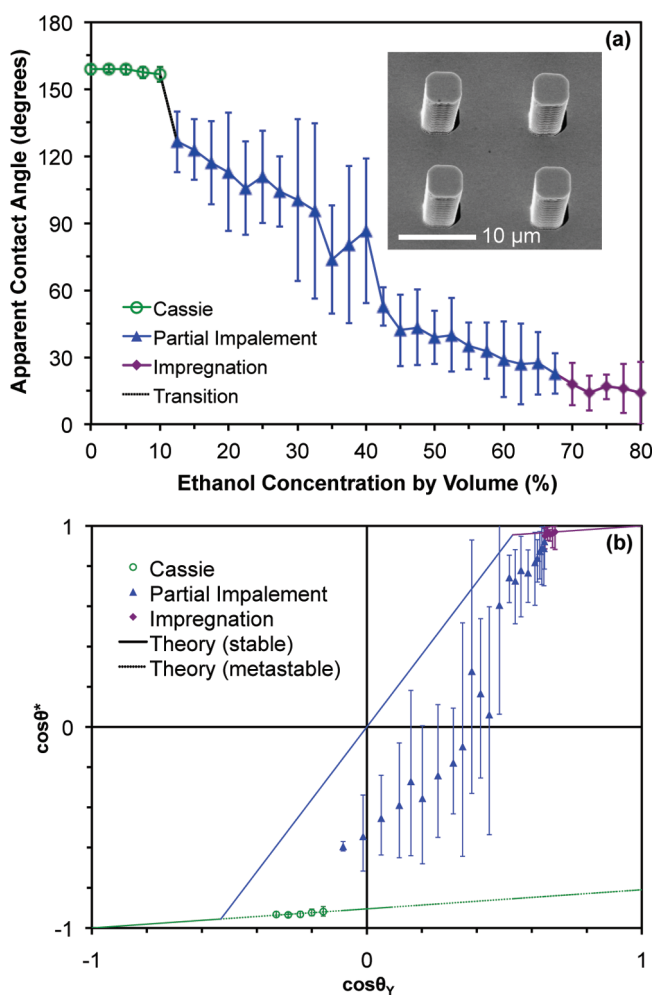 180
150
120
90
60
30
0
Apparent Contact Angle (degrees)
(a)
10 µm
Cassie
Partial Impalement
Impregnation
Transition
0 10 20 30 40 50 60 70 80
Ethanol Concentration by Volume (%)
1
0
-1
cosθ*
(b)
Cassie
Partial Impalement
Impregnation
Theory (stable)
Theory (metastable)
-1 0 1
cosθY